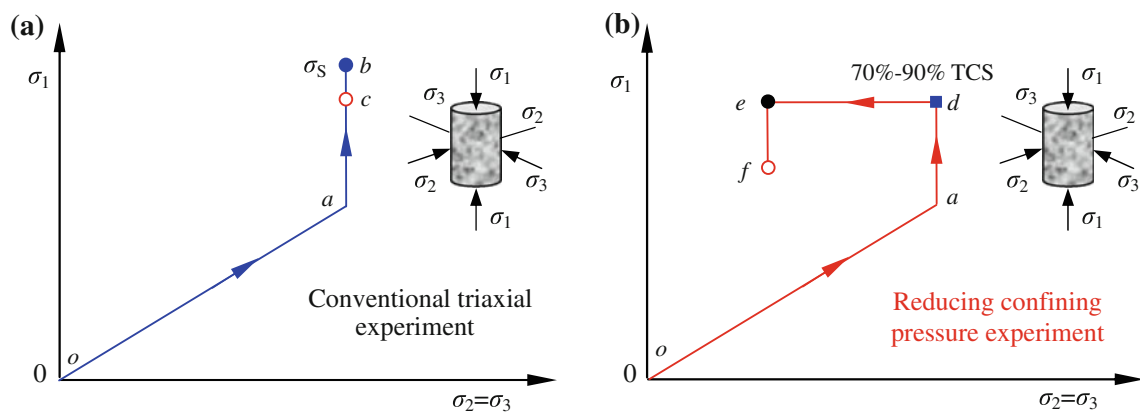 (a)
σ1
σS
b
c
a
σ1
σ3
σ2
σ2
σ3
σ1
Conventional triaxial
experiment
o
0
σ2=σ3
(b)
σ1
70%-90% TCS
e
d
f
a
σ1
σ3
σ2
σ2
σ3
σ1
Reducing confining
pressure experiment
o
0
σ2=σ3